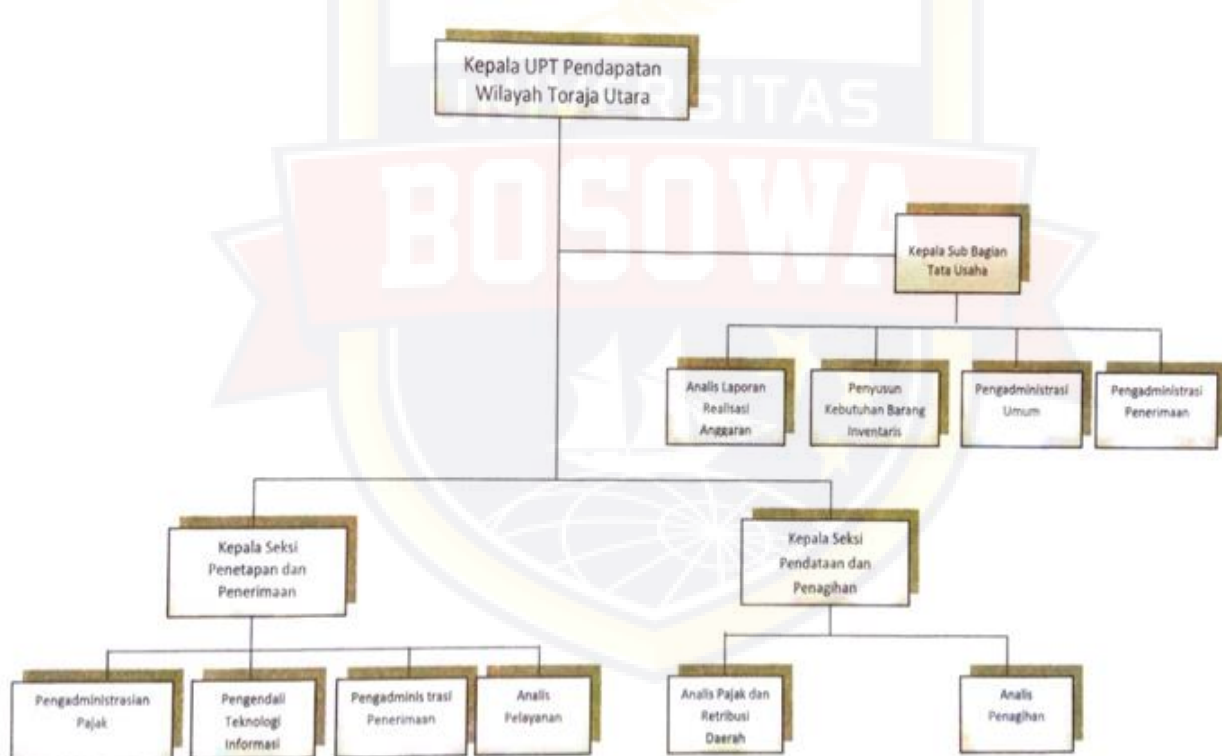 Kepala UPT Pendapatan
Wilayah Toraja Utara
UNIVERSITAS
BOSOWA
Kepala Sub Bagian
Tata Usaha
Analis Laporan
Realisasi
Anggaran
Penyusun
Kebutuhan Barang
Inventaris
Pengadministrasi
Umum
Pengadministrasi
Penerimaan
Kepala Seksi
Penetapan dan
Penerimaan
Kepala Seksi
Pendataan dan
Penagihan
Pengadministrasian
Pajak
Pengendali
Teknologi
Informasi
Pengadminis trasi
Penerimaan
Analis
Pelayanan
Analis Pajak dan
Retribusi
Daerah
Analis
Penagihan